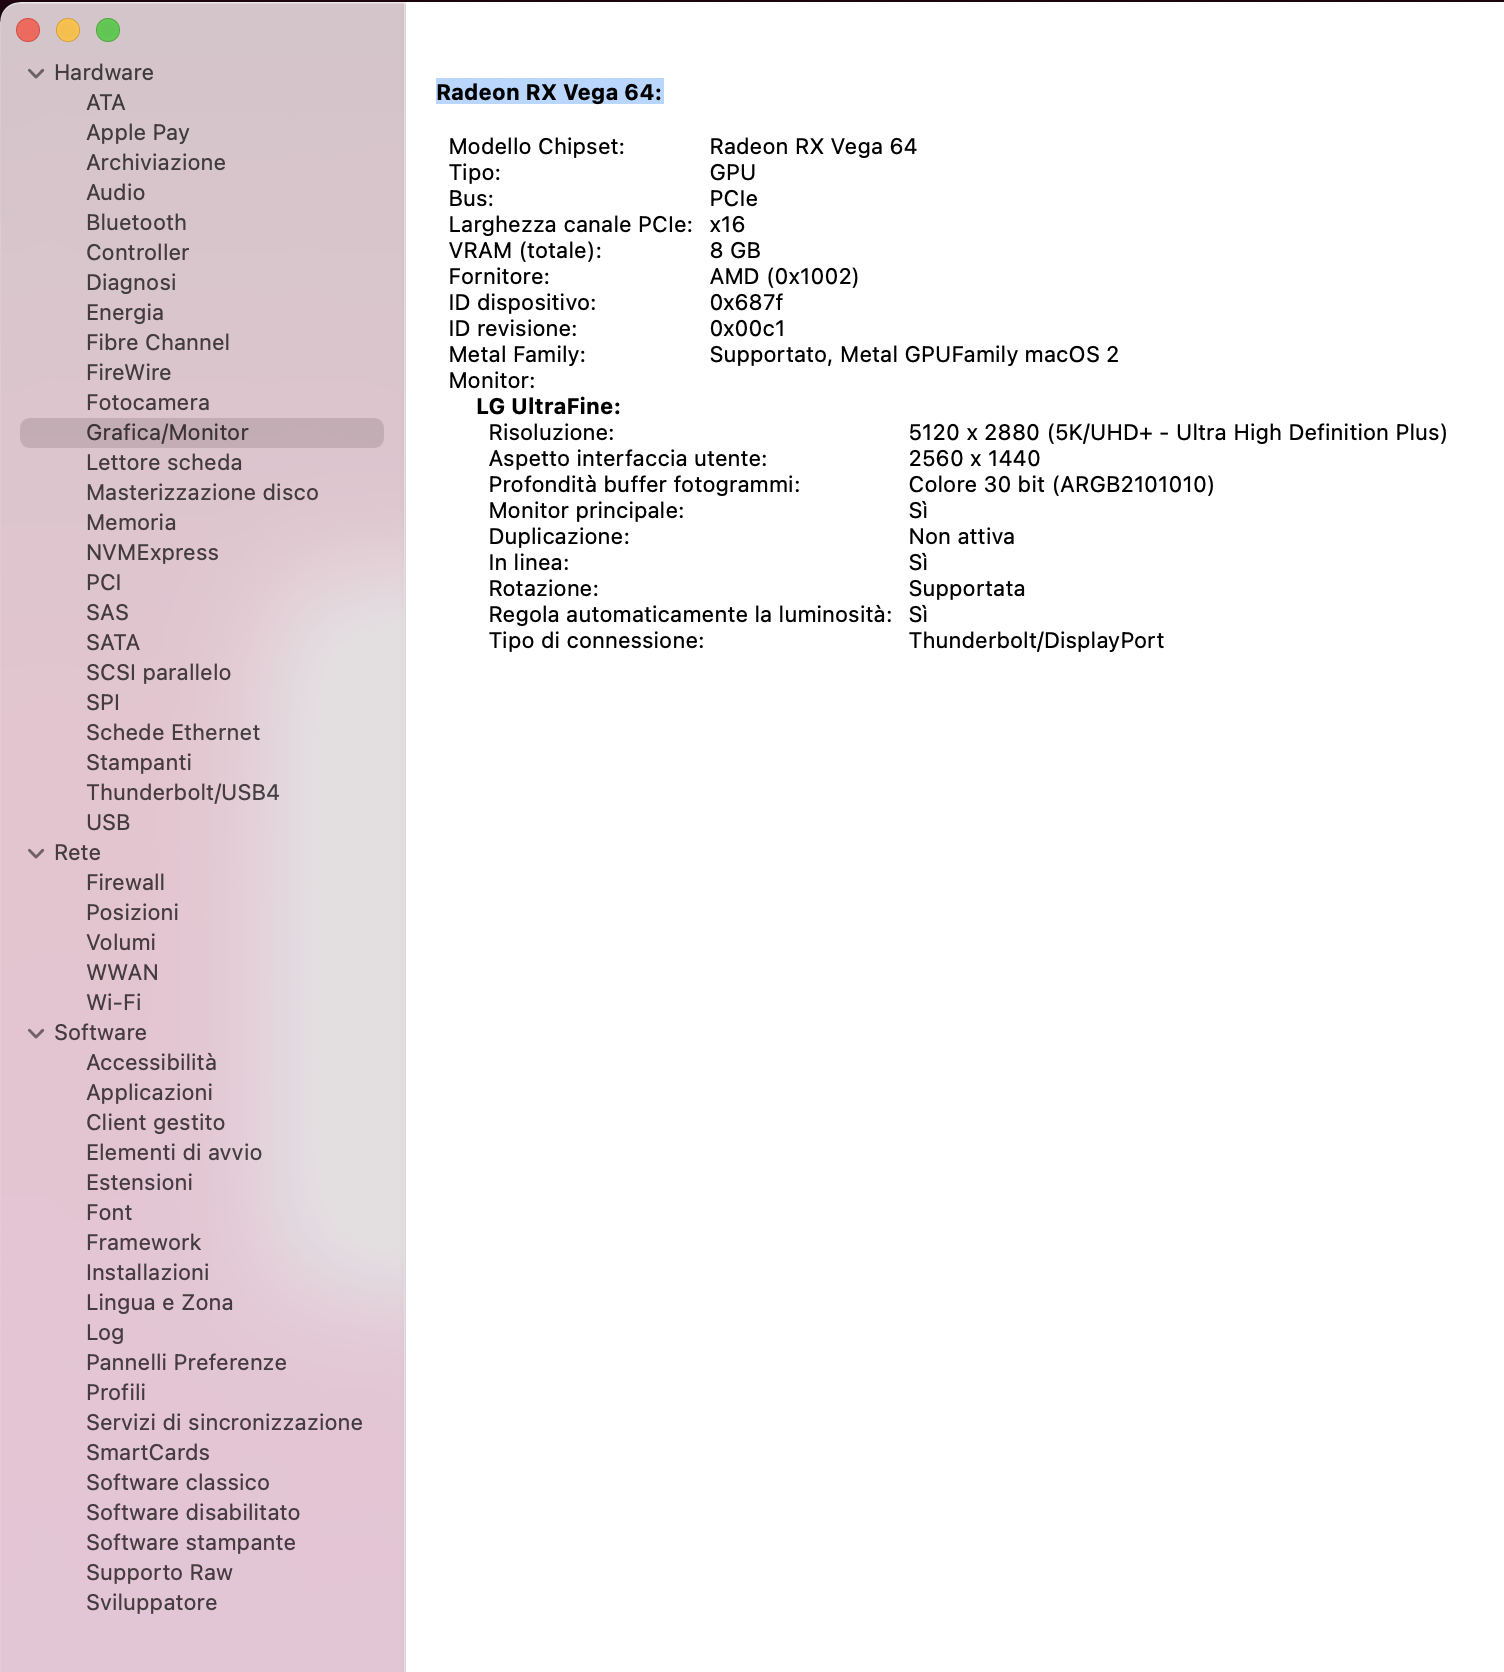 Hardware
ATA
Apple Pay
Archiviazione
Audio
Bluetooth
Controller
Diagnosi
Energia
Fibre Channel
FireWire
Fotocamera
Grafica/Monitor
Lettore scheda
Masterizzazione disco
Memoria
NVMExpress
PCI
SAS
SATA
SCSI parallelo
SPI
Schede Ethernet
Stampanti
Thunderbolt/USB4
USB
Rete
Firewall
Posizioni
Volumi
WWAN
Wi-Fi
Software
Accessibilità
Applicazioni
Client gestito
Elementi di avvio
Estensioni
Font
Framework
Installazioni
Lingua e Zona
Log
Pannelli Preferenze
Profili
Servizi di sincronizzazione
SmartCards
Software classico
Software disabilitato
Software stampante
Supporto Raw
Sviluppatore
Radeon RX Vega 64:
Modello Chipset: Radeon RX Vega 64
Tipo: GPU
Bus: PCIe
Larghezza canale PCIe: x16
VRAM (totale): 8 GB
Fornitore: AMD (0x1002)
ID dispositivo: 0x687f
ID revisione: 0x00c1
Metal Family: Supportato, Metal GPUFamily macOS 2
Monitor:
LG UltraFine:
Risoluzione: 5120 x 2880 (5K/UHD+ - Ultra High Definition Plus)
Aspetto interfaccia utente: 2560 x 1440
Profondità buffer fotogrammi: Colore 30 bit (ARGB2101010)
Monitor principale: Sì
Duplicazione: Non attiva
In linea: Sì
Rotazione: Supportata
Regola automaticamente la luminosità: Sì
Tipo di connessione: Thunderbolt/DisplayPort